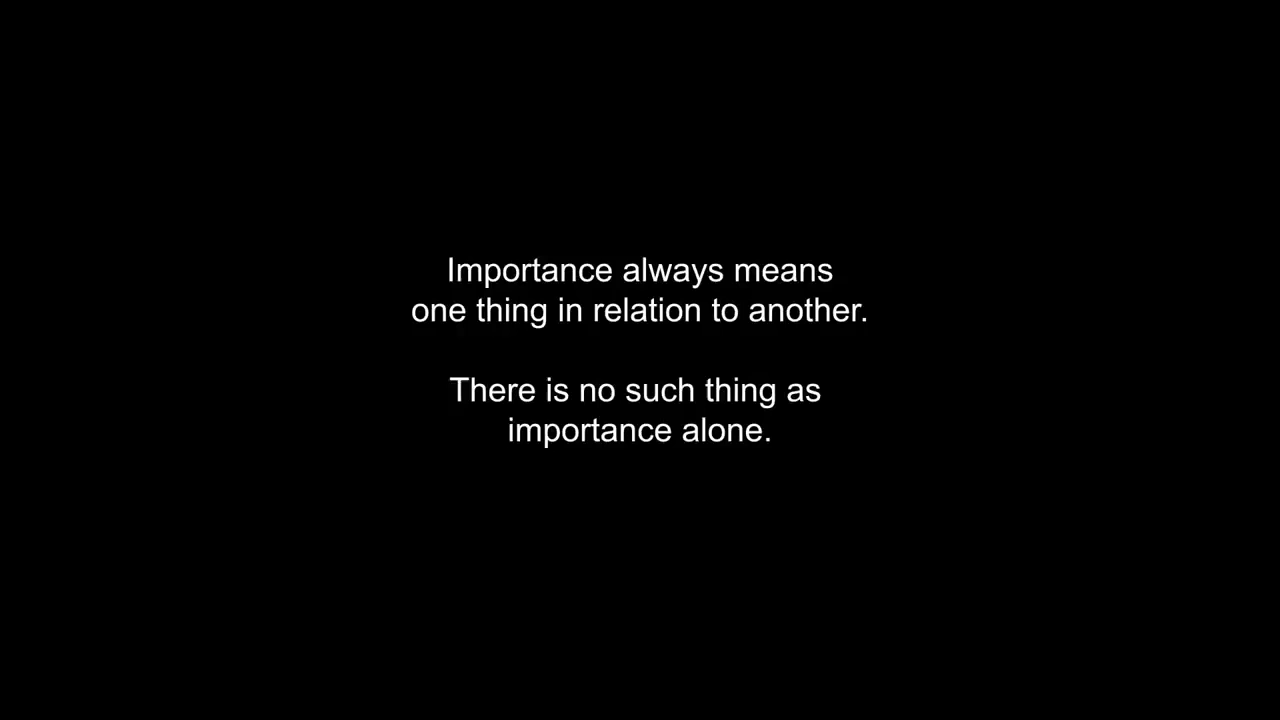 Importance always means
one thing in relation to another.
There is no such thing as
importance alone.